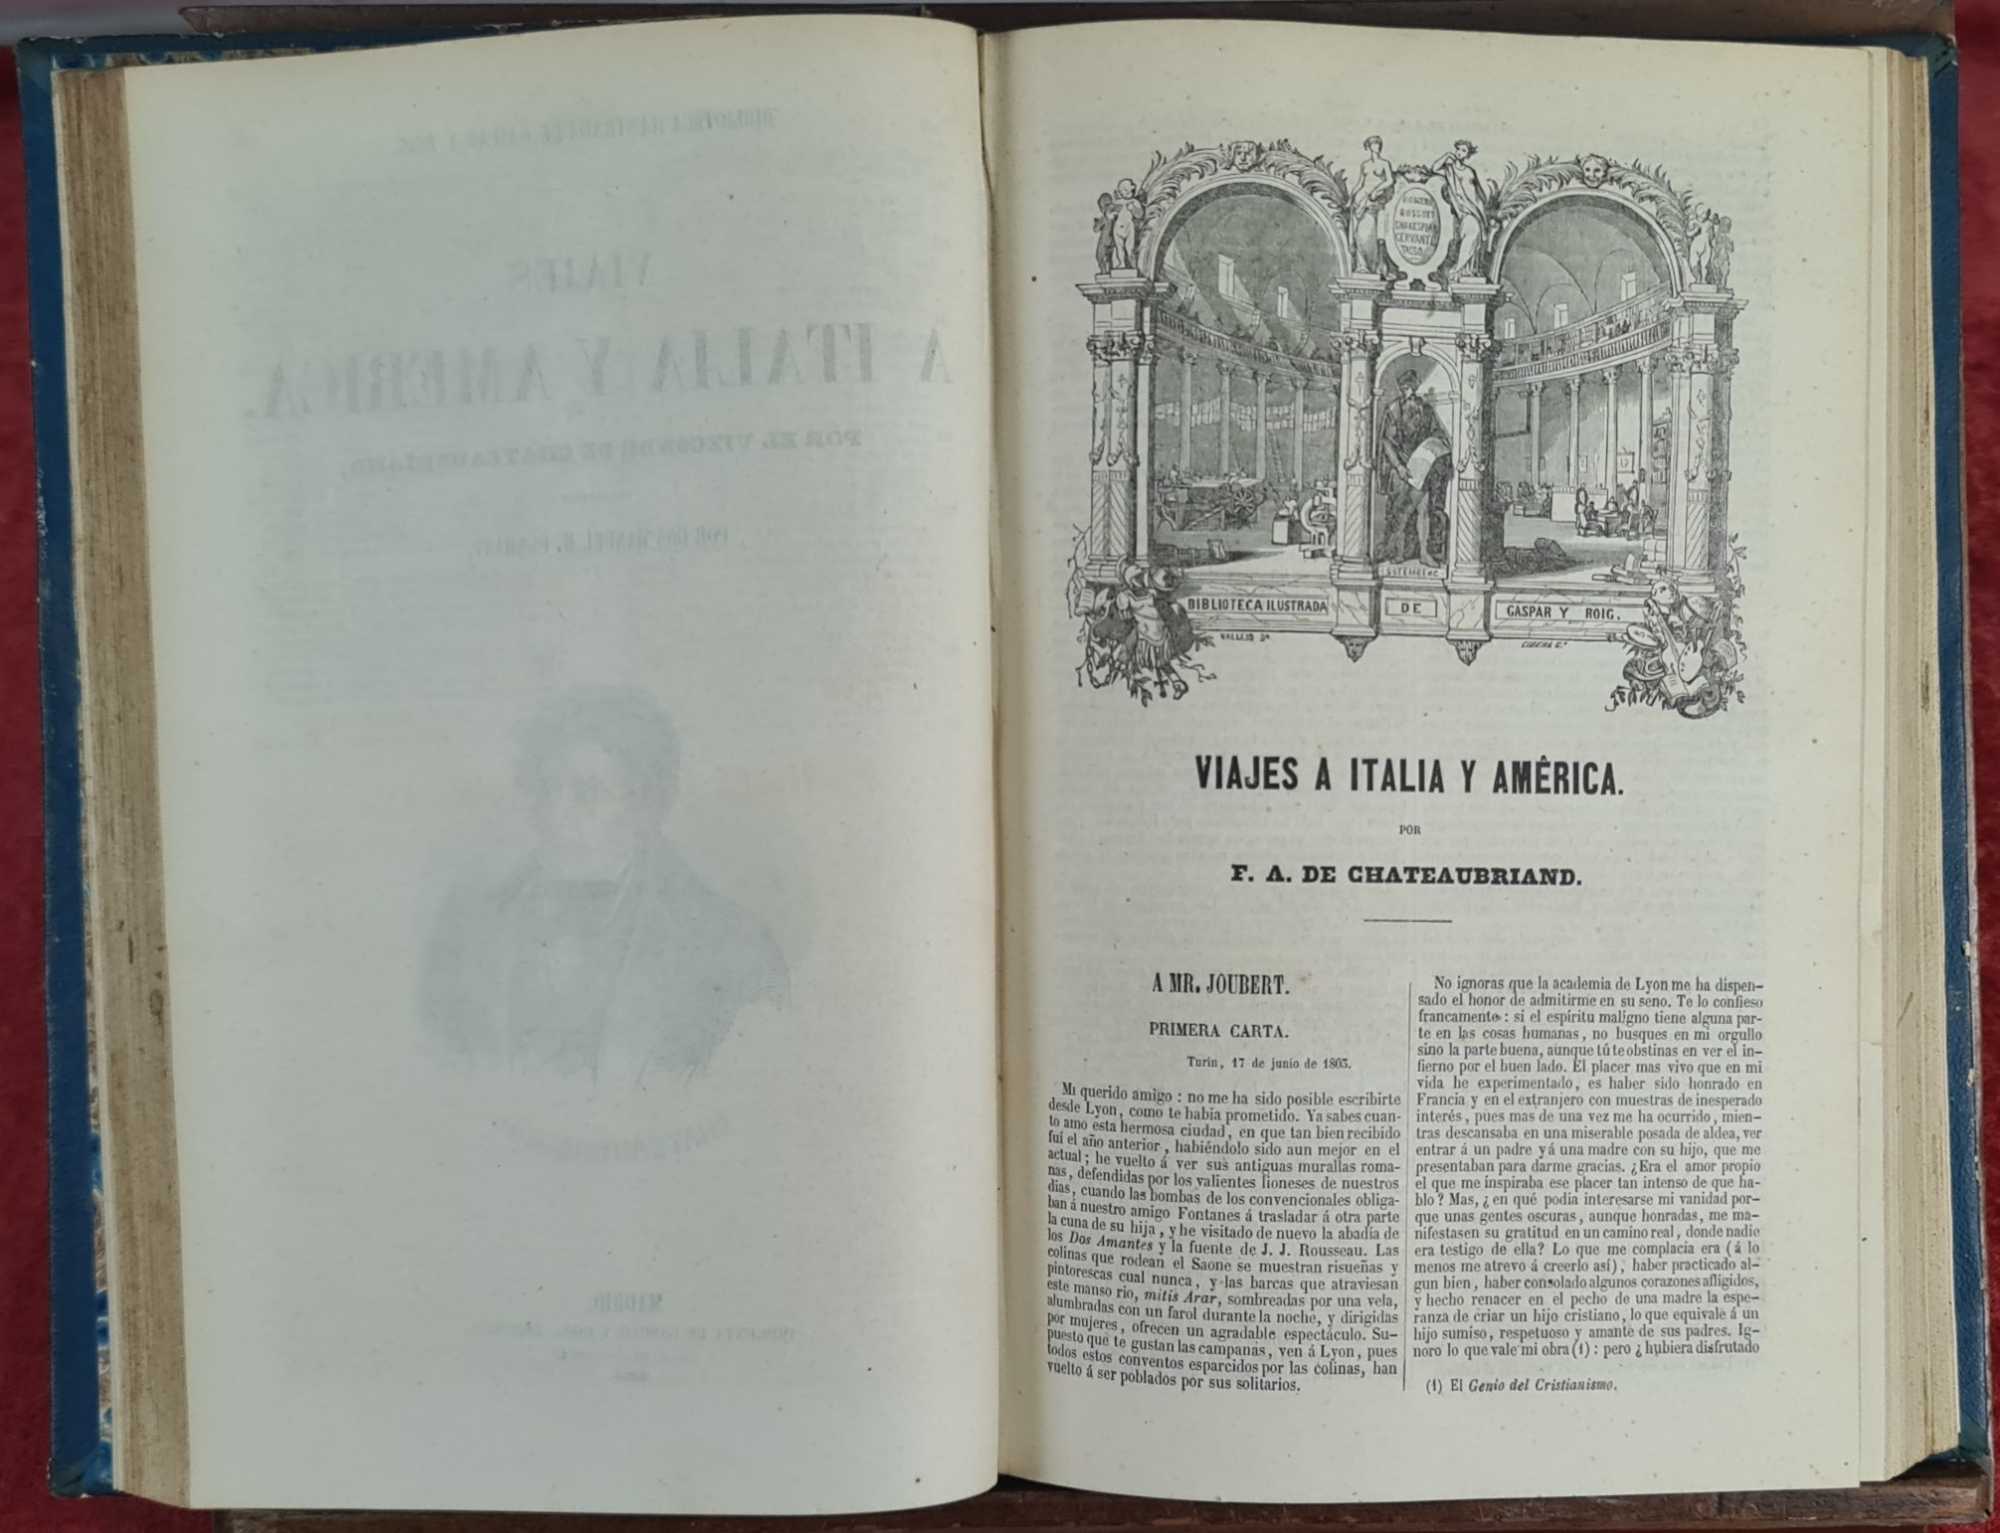 VIAJES
A ITALIA Y AMERICA.
POR EL VIZCONDE DE CHATEAUBRIAND,
MADRID.
HOMERO
BOSSUET
CERVANT
TASSO
BIBLIOTECA ILUSTRADA DE GASPAR Y ROIG.
VALLEJO Dº
VIAJES A ITALIA Y AMÉRICA.
POR
F. A. DE CHATEAUBRIAND.
A MR. JOUBERT.
PRIMERA CARTA.
Turin, 17 de junio de 1803.
Mi querido amigo : no me ha sido posible escribirte
desde Lyon, como te habia prometido. Ya sabes cuan-
to amo esta hermosa ciudad, en que tan bien recibido
fuí el año anterior, habiéndolo sido aun mejor en el
actual; he vuelto á ver sus antiguas murallas roma-
nas, defendidas por los valientes lioneses de nuestros
dias, cuando las bombas de los convencionales obliga-
ban á nuestro amigo Fontanes á trasladar á otra parte
la cuna de su hija, y he visitado de nuevo la abadía de
los Dos Amantes y la fuente de J. J. Rousseau. Las
colinas que rodean el Saone se muestran risueñas y
pintorescas cual nunca, y las barcas que atraviesan
este manso rio, mitis Arar, sombreadas por una vela,
alumbradas con un farol durante la noche, y dirigidas
por mujeres, ofrecen un agradable espectáculo. Su-
puesto que te gustan las campanas, ven á Lyon, pues
todos estos conventos esparcidos por las colinas, han
vuelto á ser poblados por sus solitarios.
No ignoras que la academia de Lyon me ha dispen-
sado el honor de admitirme en su seno. Te lo confieso
francamente: si el espíritu maligno tiene alguna par-
te en las cosas humanas, no busques en mi orgullo
sino la parte buena, aunque tú te obstinas en ver el in-
fierno por el buen lado. El placer mas vivo que en mi
vida he experimentado, es haber sido honrado en
Francia y en el extranjero con muestras de inesperado
interés, pues mas de una vez me ha ocurrido, mien-
tras descansaba en una miserable posada de aldea, ver
entrar á un padre y á una madre con su hijo, que me
presentaban para darme gracias. ¿Era el amor propio
el que me inspiraba ese placer tan intenso de que ha-
blo? Mas, ¿en qué podia interesarse mi vanidad por-
que unas gentes oscuras, aunque honradas, me ma-
nifestasen su gratitud en un camino real, donde nadie
era testigo de ella? Lo que me complacia era (á lo
menos me atrevo á creerlo así), haber practicado al-
gun bien, haber consolado algunos corazones afligidos,
y hecho renacer en el pecho de una madre la espe-
ranza de criar un hijo cristiano, lo que equivale á un
hijo sumiso, respetuoso y amante de sus padres. Ig-
noro lo que vale mi obra (1) : pero ¿hubiera disfrutado
(1) El Genio del Cristianismo.